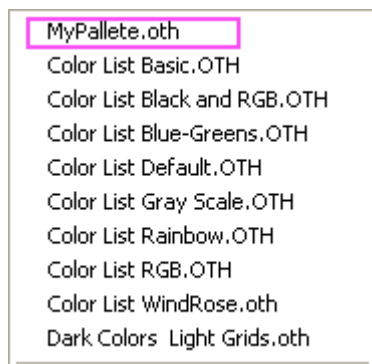 MyPallete.oth
Color List Basic.OTH
Color List Black and RGB.OTH
Color List Blue-Greens.OTH
Color List Default.OTH
Color List Gray Scale.OTH
Color List Rainbow.OTH
Color List RGB.OTH
Color List WindRose.oth
Dark Colors  Light Grids.oth